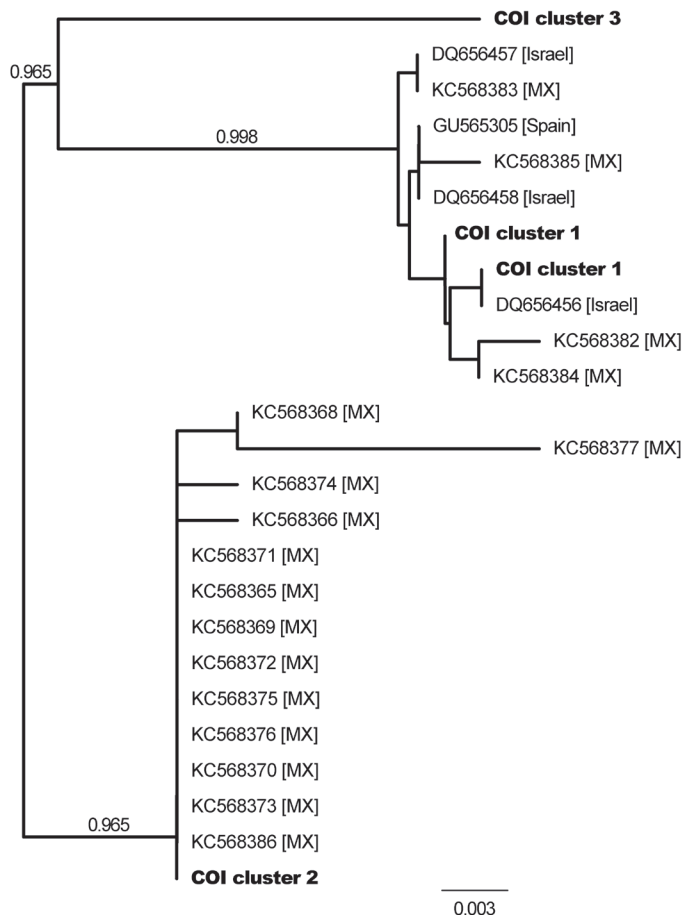 COI cluster 3
DQ656457 [Israel]
0.965
KC568383 [MX]
GU565305 [Spain]
0.998
KC568385 [MX]
DQ656458 [Israel]
COI cluster 1
COI cluster 1
DQ656456 [Israel]
KC568382 [MX]
KC568384 [MX]
KC568368 [MX]
KC568377 [MX]
KC568374 [MX]
KC568366 [MX]
KC568371 [MX]
KC568365 [MX]
KC568369 [MX]
KC568372 [MX]
KC568375 [MX]
KC568376 [MX]
KC568370 [MX]
KC568373 [MX]
0.965
KC568386 [MX]
COI cluster 2
0.003